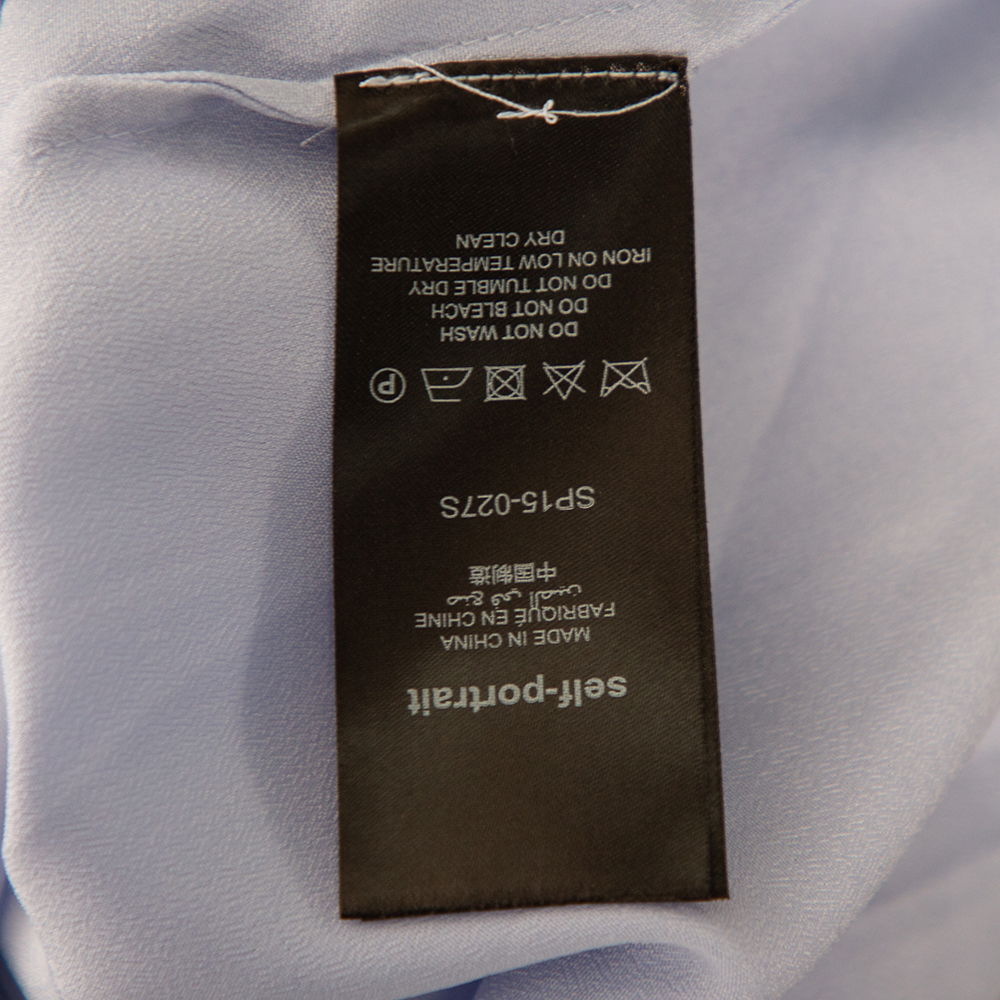 self-portrait
MADE IN CHINA
FABRIQUÉ EN CHINE
صنع في الصين
中国制造
SP15-027S
P
DO NOT WASH
DO NOT BLEACH
DO NOT TUMBLE DRY
IRON ON LOW TEMPERATURE
DRY CLEAN